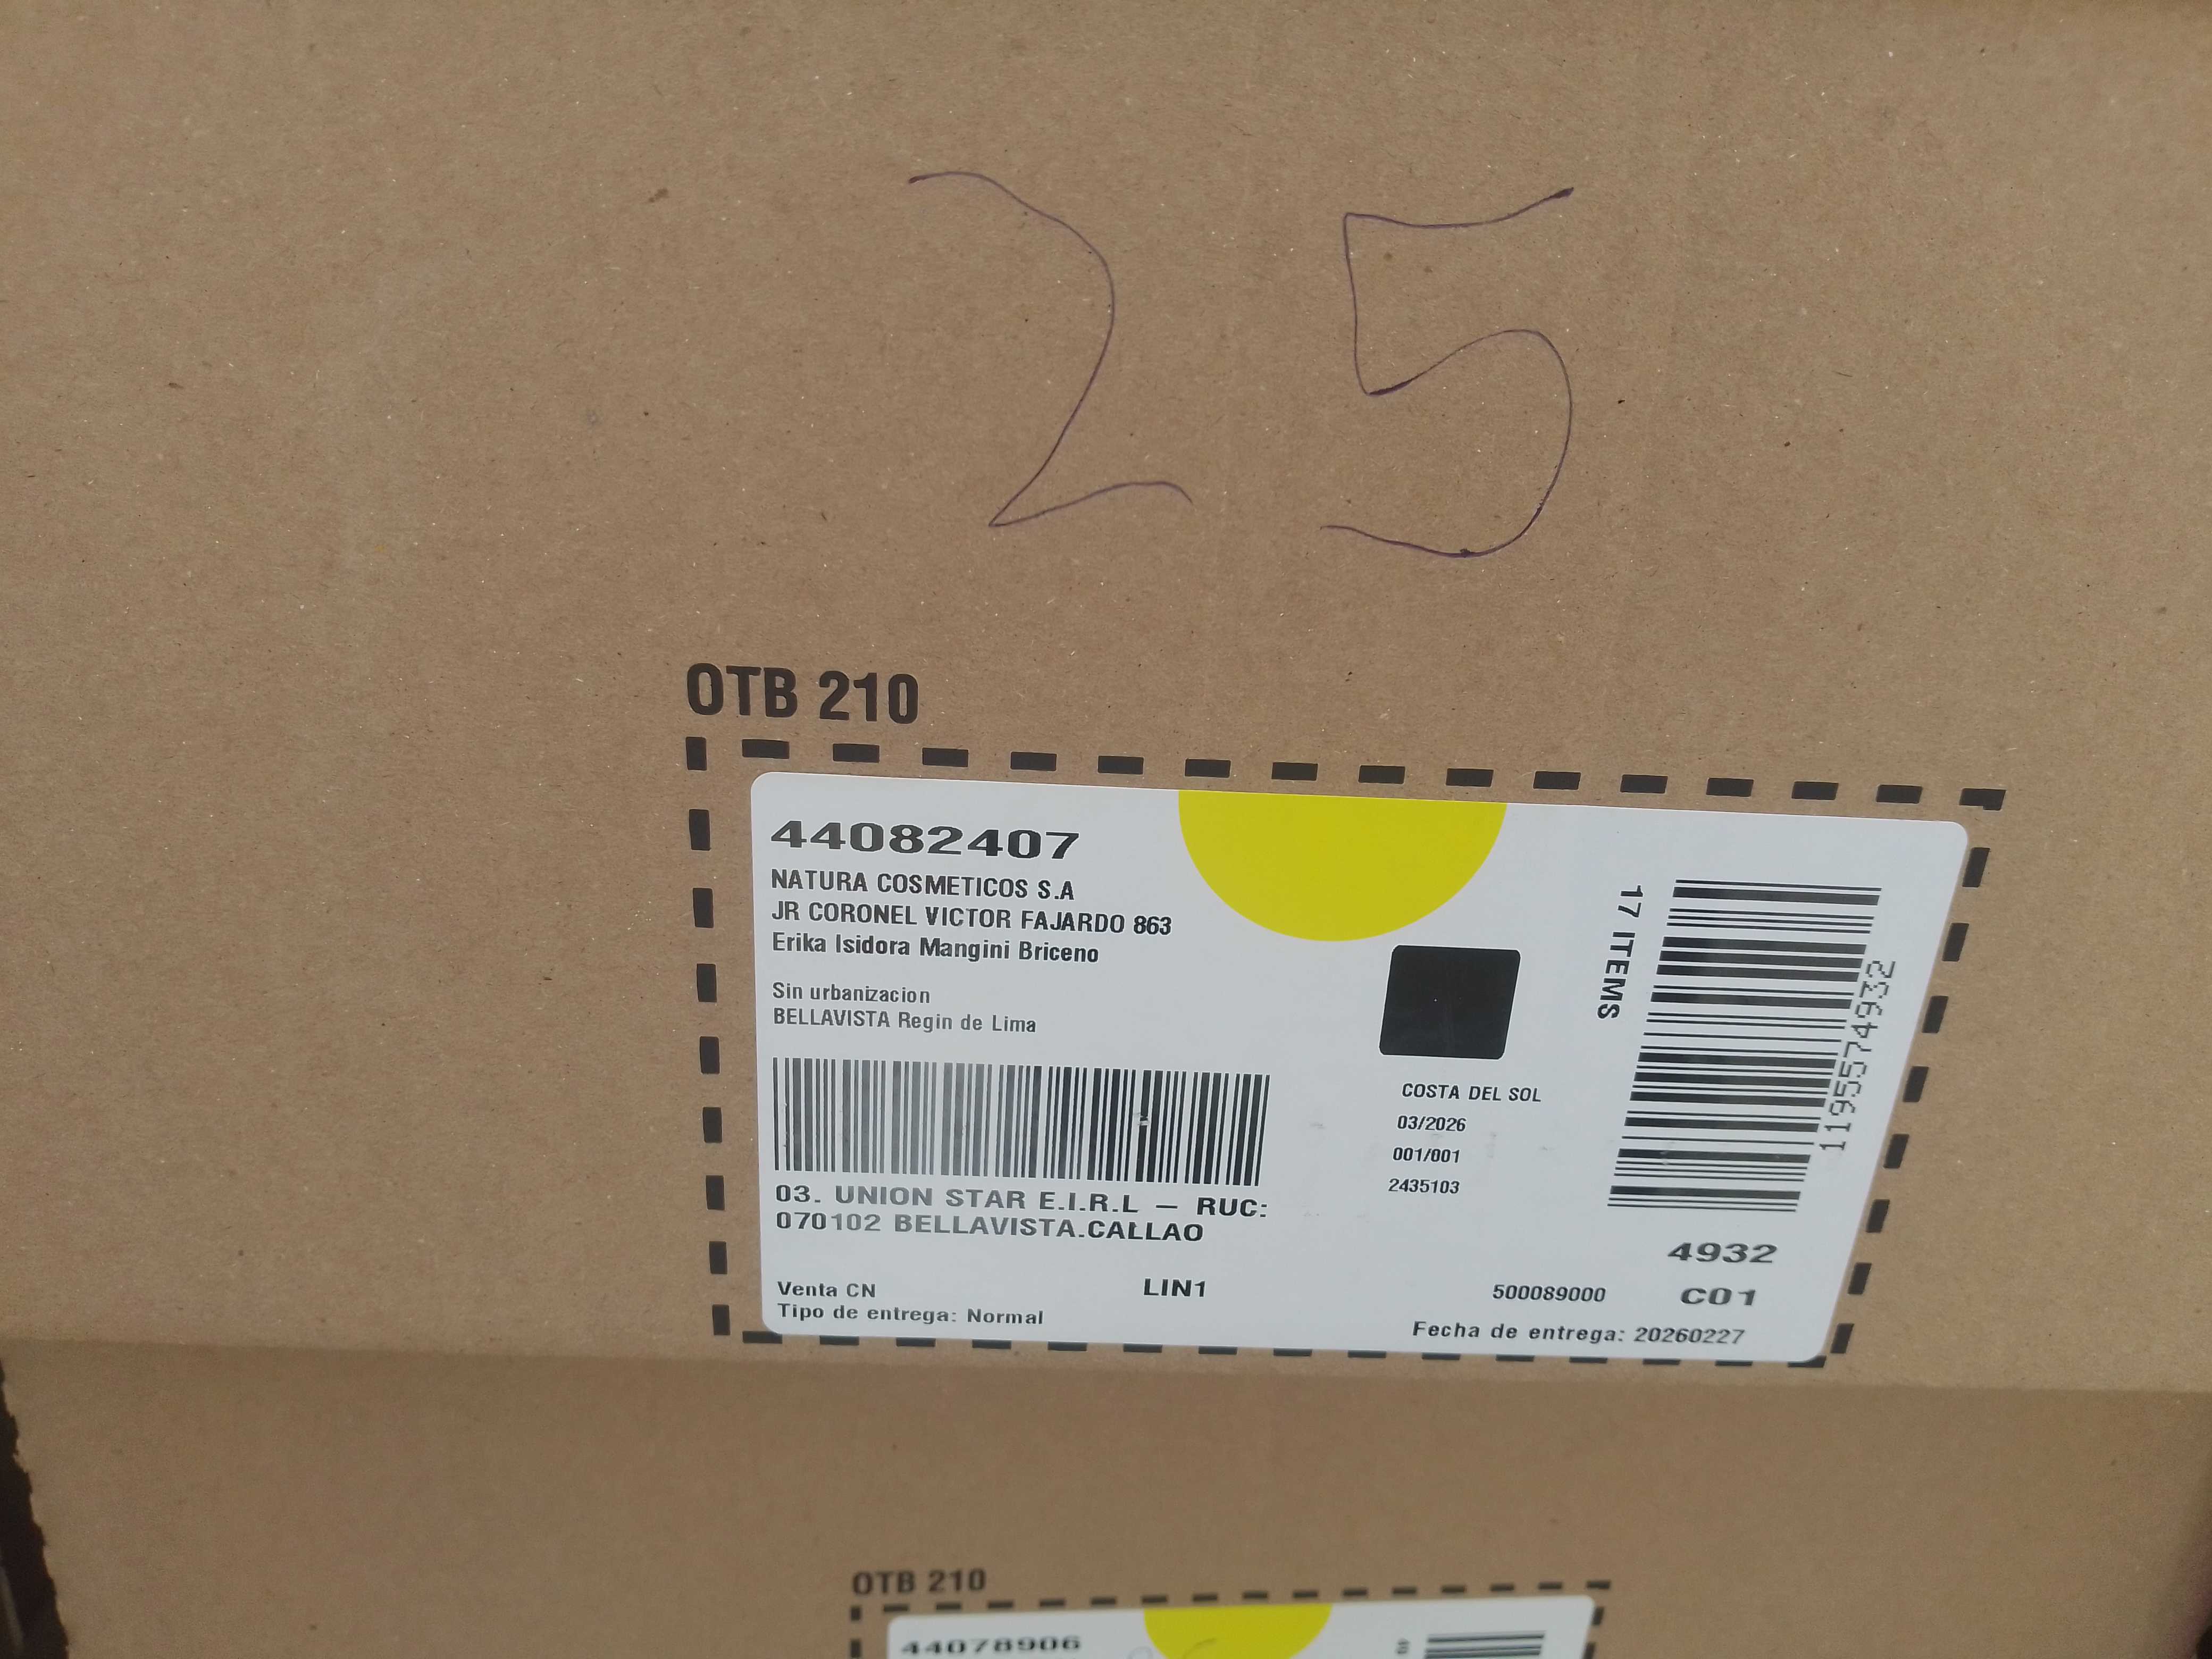 25
OTB 210
44082407
NATURA COSMETICOS S.A
JR CORONEL VICTOR FAJARDO 863
Erika Isidora Mangini Briceno
Sin urbanizacion
BELLAVISTA Regin de Lima
03. UNION STAR E.I.R.L – RUC:
070102 BELLAVISTA.CALLAO
Venta CN
Tipo de entrega: Normal
LIN1
COSTA DEL SOL
03/2026
001/001
2435103
17 ITEMS
1195574932
4932
500089000
C01
Fecha de entrega: 20260227
OTB 210
44078906